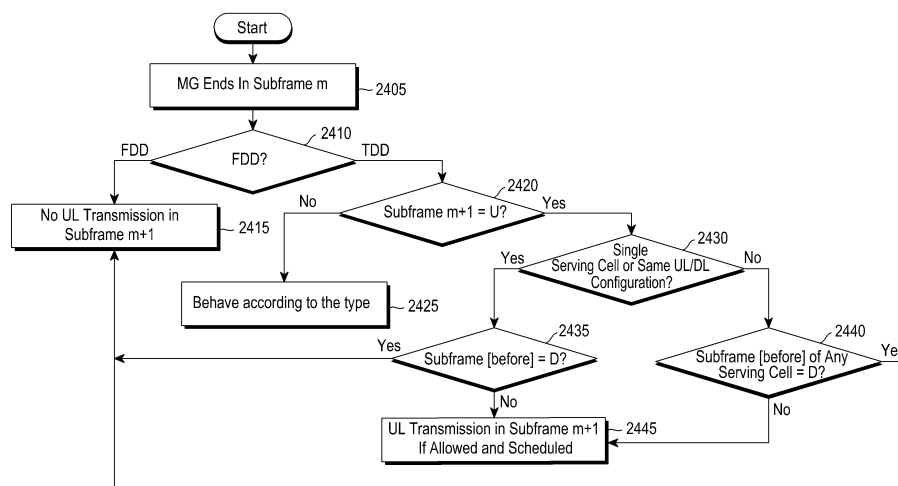 Start
MG Ends In Subframe m
2405
2410
FDD
FDD?
TDD
2420
No
Subframe m+1 = U?
Yes
No UL Transmission in
Subframe m+1
2415
2430
Yes
Single
Serving Cell or Same UL/DL
Configuration?
No
Behave according to the type
2425
2435
2440
Yes
Subframe [before] = D?
Subframe [before] of Any
Serving Cell = D?
Ye
No
No
UL Transmission in Subframe m+1
If Allowed and Scheduled
2445